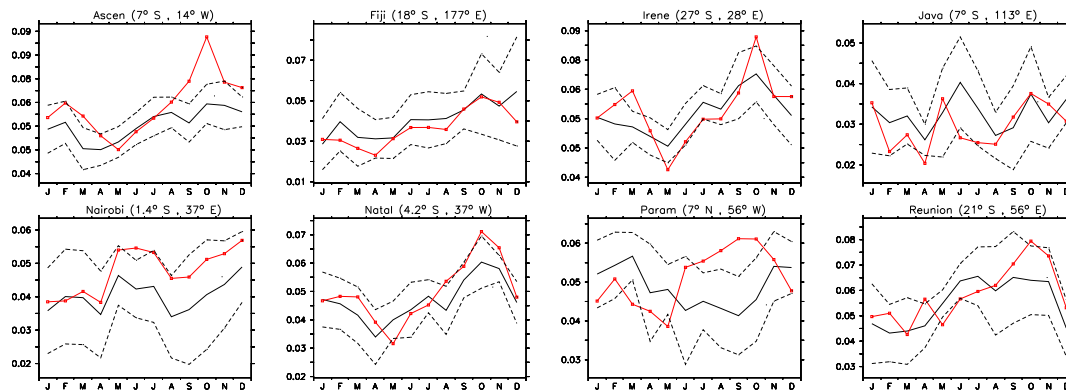 Ascen (7° S , 14° W)
0.09
0.08
0.06
0.05
0.04
J F M A M J J A S O N D
Fiji (18° S , 177° E)
0.08
0.06
0.05
0.03
0.01
J F M A M J J A S O N D
Irene (27° S , 28° E)
0.09
0.08
0.06
0.05
0.04
J F M A M J J A S O N D
Java (7° S , 113° E)
0.05
0.04
0.03
0.02
J F M A M J J A S O N D
Nairobi (1.4° S , 37° E)
0.06
0.05
0.04
0.03
0.02
J F M A M J J A S O N D
Natal (4.2° S , 37° W)
0.07
0.06
0.05
0.04
0.03
0.02
J F M A M J J A S O N D
Param (7° N , 56° W)
0.06
0.05
0.04
0.03
J F M A M J J A S O N D
Reunion (21° S , 56° E)
0.08
0.07
0.06
0.05
0.04
0.03
J F M A M J J A S O N D